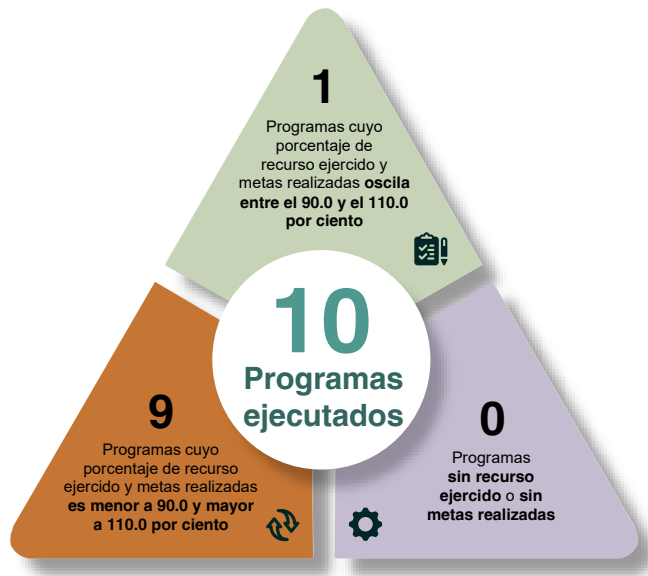 1
Programas cuyo
porcentaje de
recurso ejercido y
metas realizadas oscila
entre el 90.0 y el 110.0
por ciento
10
Programas
ejecutados
9
Programas cuyo
porcentaje de recurso
ejercido y metas realizadas
es menor a 90.0 y mayor
a 110.0 por ciento
0
Programas
sin recurso
ejercido o sin
metas realizadas